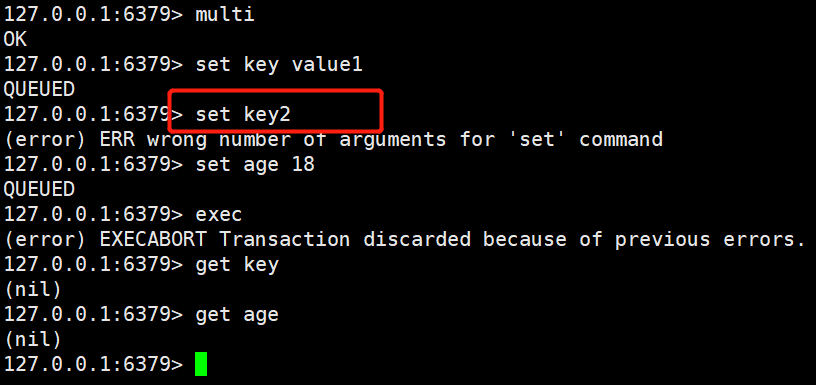 127.0.0.1:6379> multi
OK
127.0.0.1:6379> set key value1
QUEUED
127.0.0.1:6379> set key2
(error) ERR wrong number of arguments for 'set' command
127.0.0.1:6379> set age 18
QUEUED
127.0.0.1:6379> exec
(error) EXECABORT Transaction discarded because of previous errors.
127.0.0.1:6379> get key
(nil)
127.0.0.1:6379> get age
(nil)
127.0.0.1:6379>